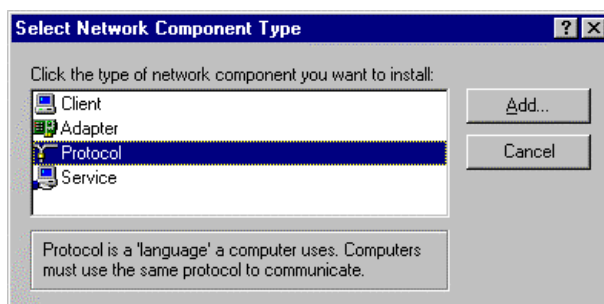 Select Network Component Type
Click the type of network component you want to install:
Client
Adapter
Protocol
Service
Add...
Cancel
Protocol is a 'language' a computer uses. Computers
must use the same protocol to communicate.